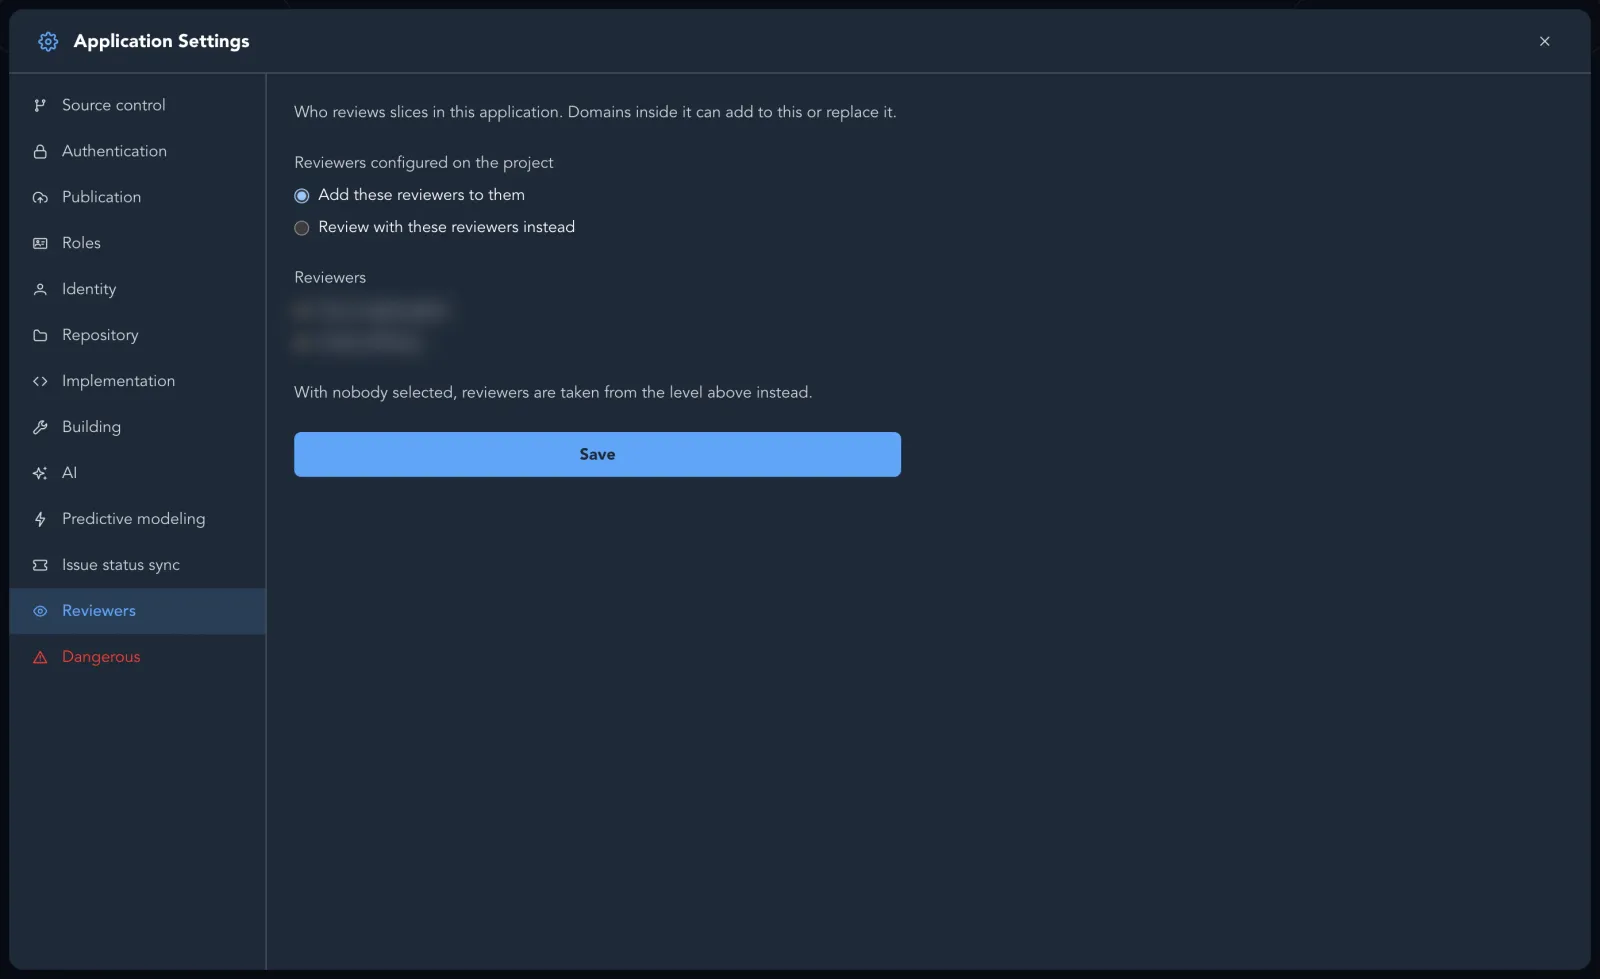 Application Settings
Source control
Authentication
Publication
Roles
Identity
Repository
Implementation
Building
AI
Predictive modeling
Issue status sync
Reviewers
Dangerous
Who reviews slices in this application. Domains inside it can add to this or replace it.
Reviewers configured on the project
Add these reviewers to them
Review with these reviewers instead
Reviewers
With nobody selected, reviewers are taken from the level above instead.
Save